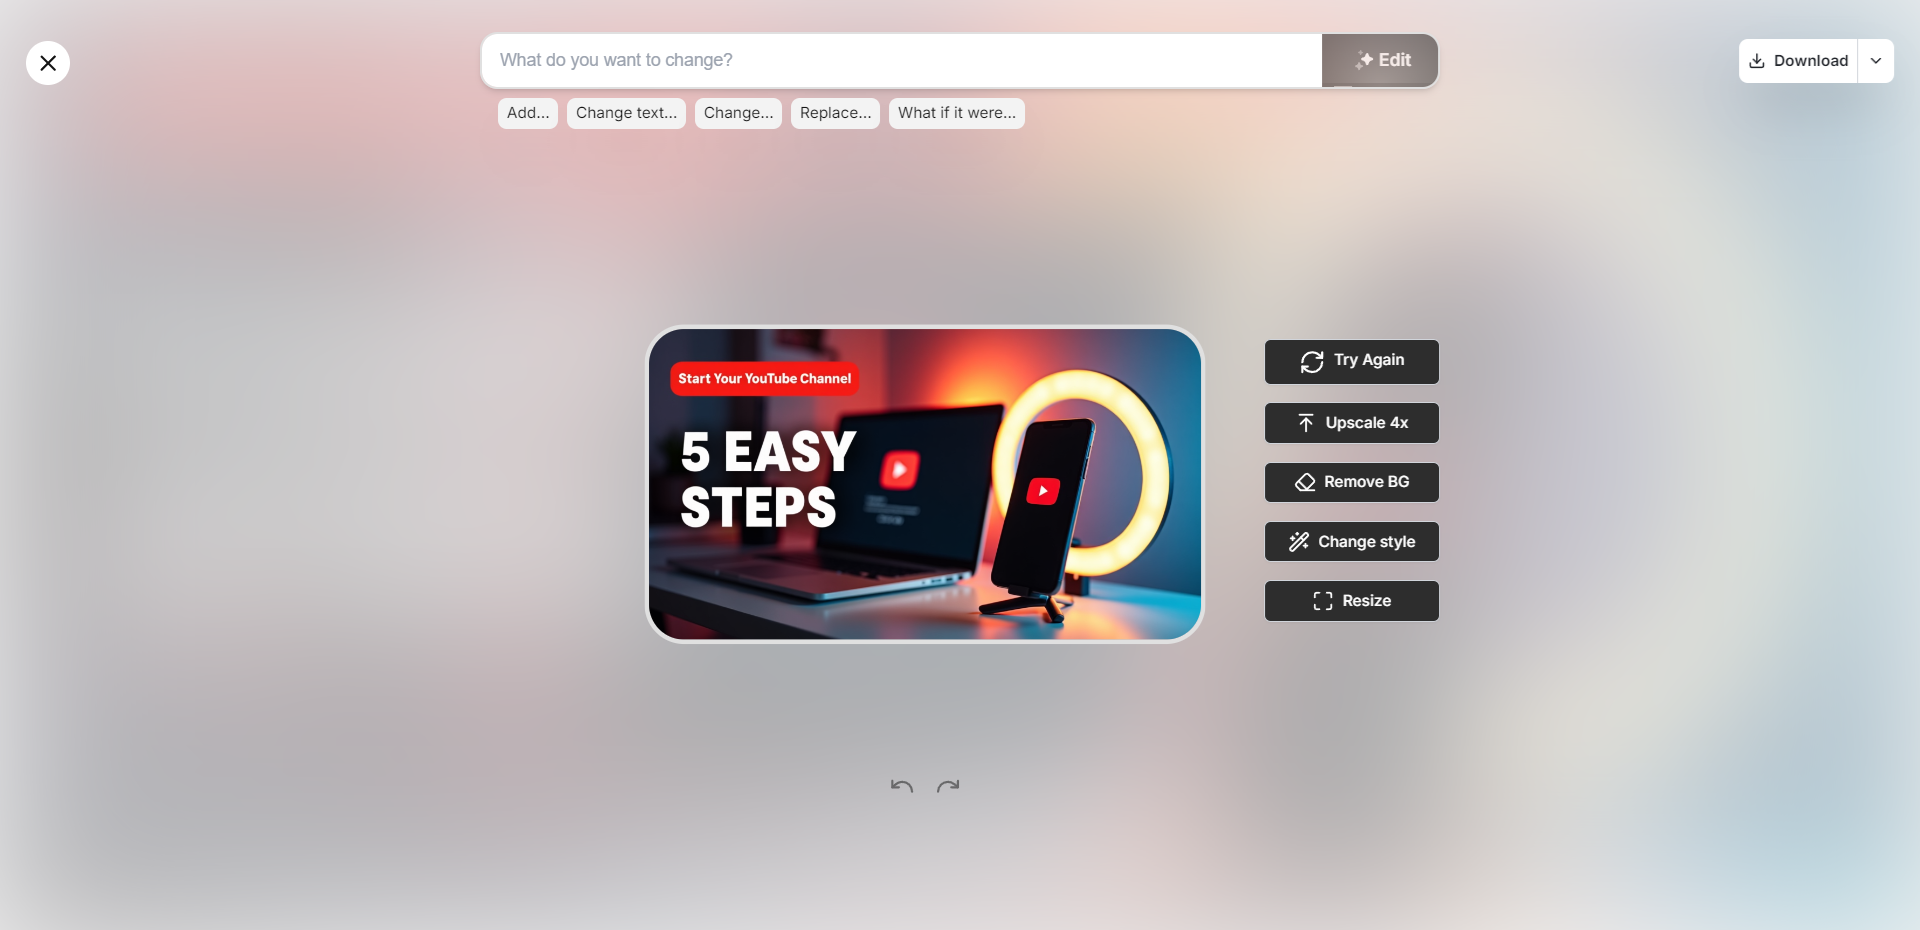 What do you want to change?
Edit
Download
Add...
Change text...
Change...
Replace...
What if it were...
Start Your YouTube Channel
5 EASY
STEPS
Try Again
Upscale 4x
Remove BG
Change style
Resize